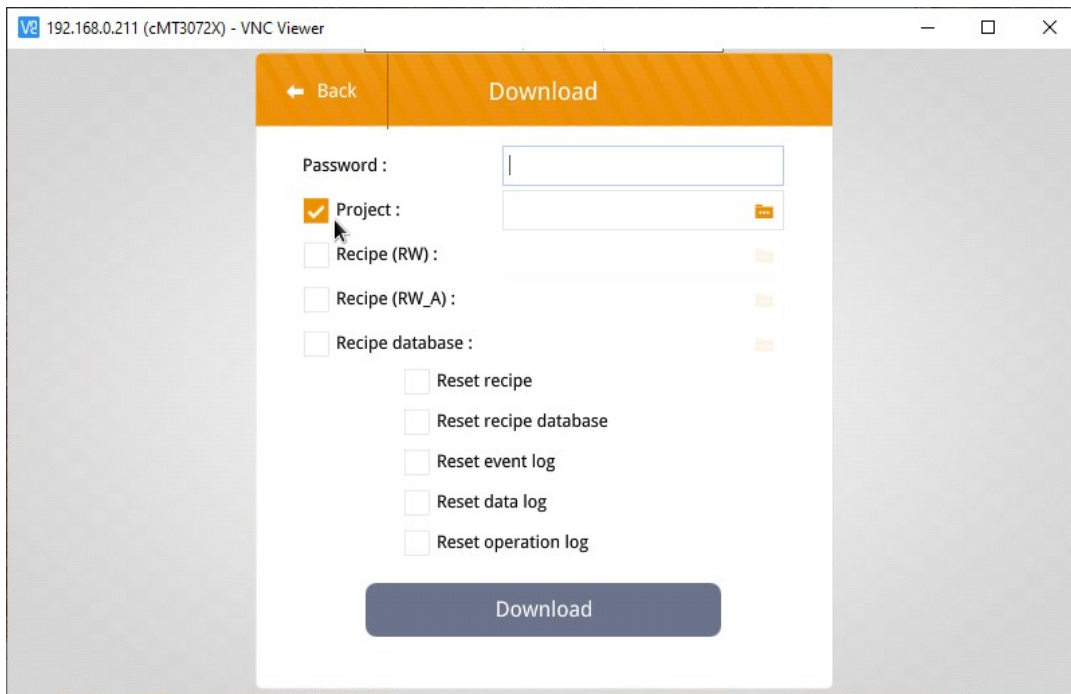 192.168.0.211 (cMT3072X) - VNC Viewer
Back
Download
Password :
Project :
Recipe (RW) :
Recipe (RW_A) :
Recipe database :
Reset recipe
Reset recipe database
Reset event log
Reset data log
Reset operation log
Download